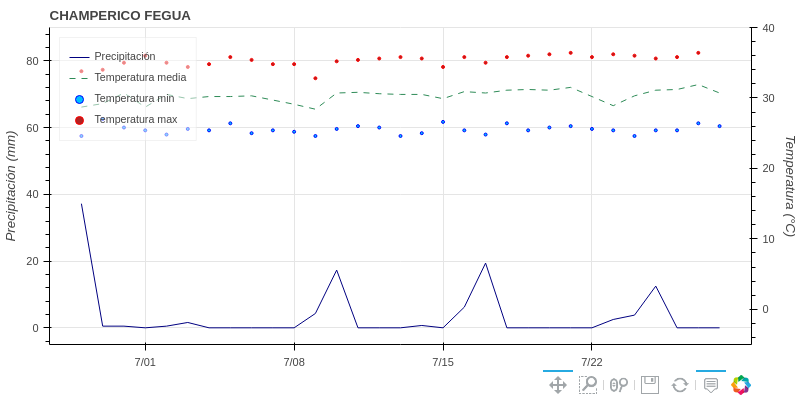 CHAMPERICO FEGUA
Precipitación
Temperatura media
Temperatura min
Temperatura max
80
60
40
20
0
Precipitación (mm)
40
30
20
10
0
Temperatura (°C)
7/01
7/08
7/15
7/22